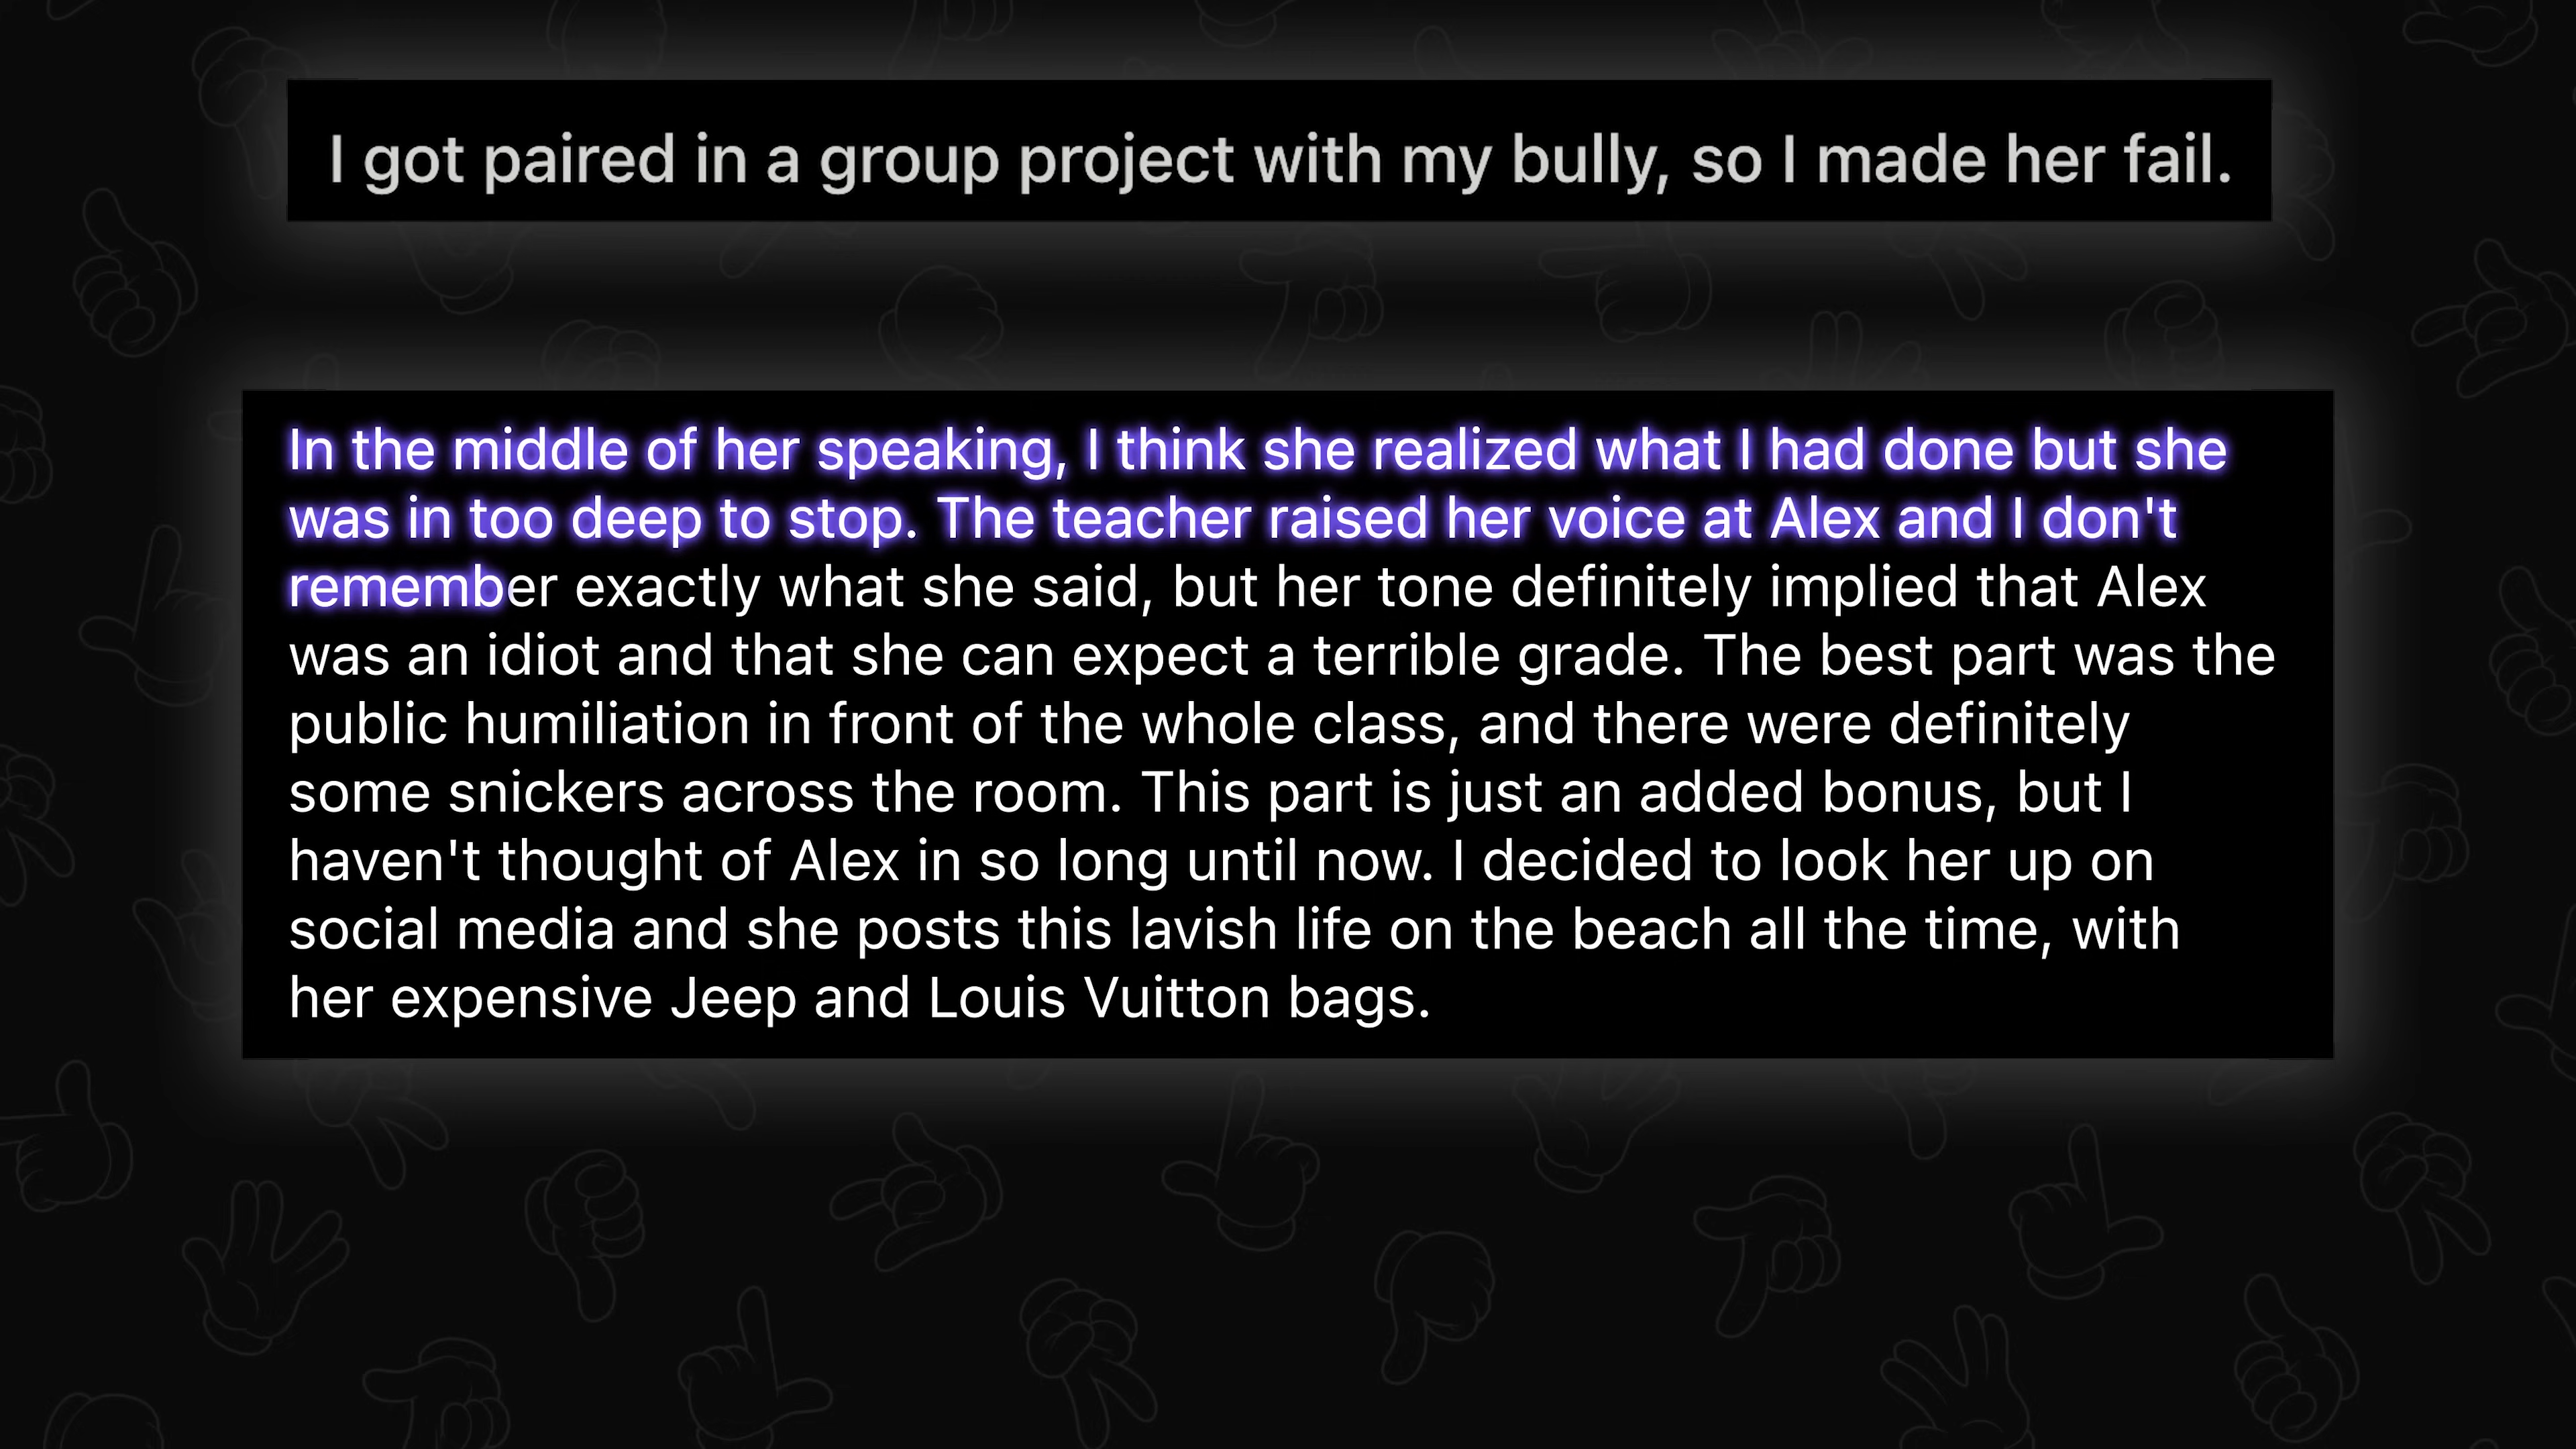 I got paired in a group project with my bully, so I made her fail.
In the middle of her speaking, I think she realized what I had done but she
was in too deep to stop. The teacher raised her voice at Alex and I don't
remember exactly what she said, but her tone definitely implied that Alex
was an idiot and that she can expect a terrible grade. The best part was the
public humiliation in front of the whole class, and there were definitely
some snickers across the room. This part is just an added bonus, but I
haven't thought of Alex in so long until now. I decided to look her up on
social media and she posts this lavish life on the beach all the time, with
her expensive Jeep and Louis Vuitton bags.